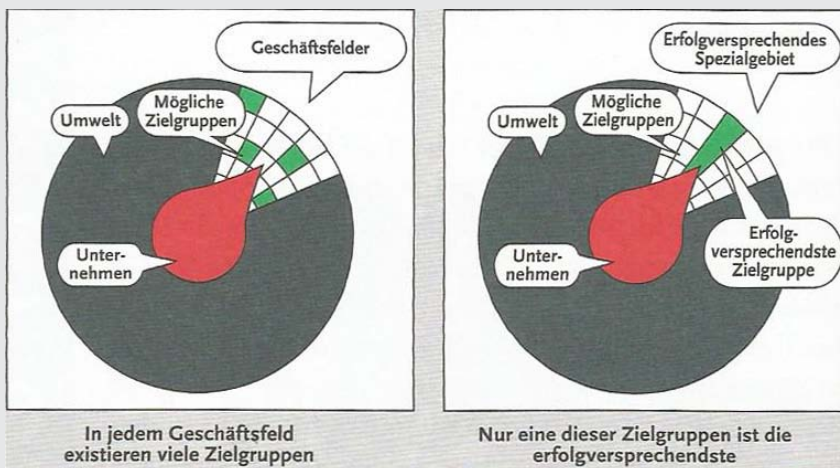 Geschäftsfelder
Umwelt
Mögliche
Zielgruppen
Unter-
nehmen
In jedem Geschäftsfeld
existieren viele Zielgruppen
Erfolgversprechendes
Spezialgebiet
Umwelt
Mögliche
Zielgruppen
Unter-
nehmen
Erfolg-
versprechendste
Zielgruppe
Nur eine dieser Zielgruppen ist die
erfolgversprechendste